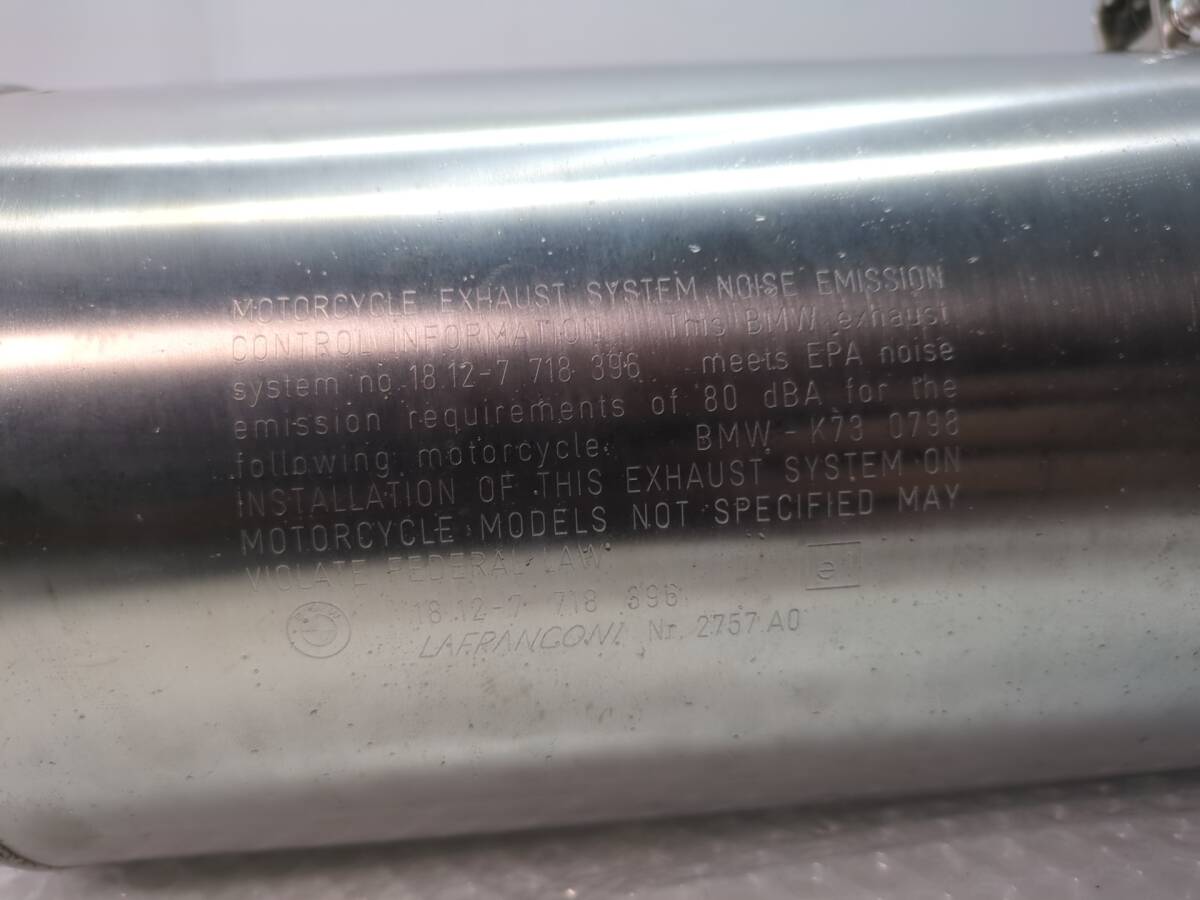 MOTORCYCLE EXHAUST SYSTEM NOISE EMISSION
CONTROL INFORMATION This BMW exhaust
system no. 18.12-7 718 396 meets EPA noise
emission requirements of 80 dBA for the
following motorcycle: BMW - K73 0798
INSTALLATION OF THIS EXHAUST SYSTEM ON
MOTORCYCLE MODELS NOT SPECIFIED MAY
VIOLATE FEDERAL LAW
e1
18.12-7 718 396
LAFRANCONI Nr. 2757 A0